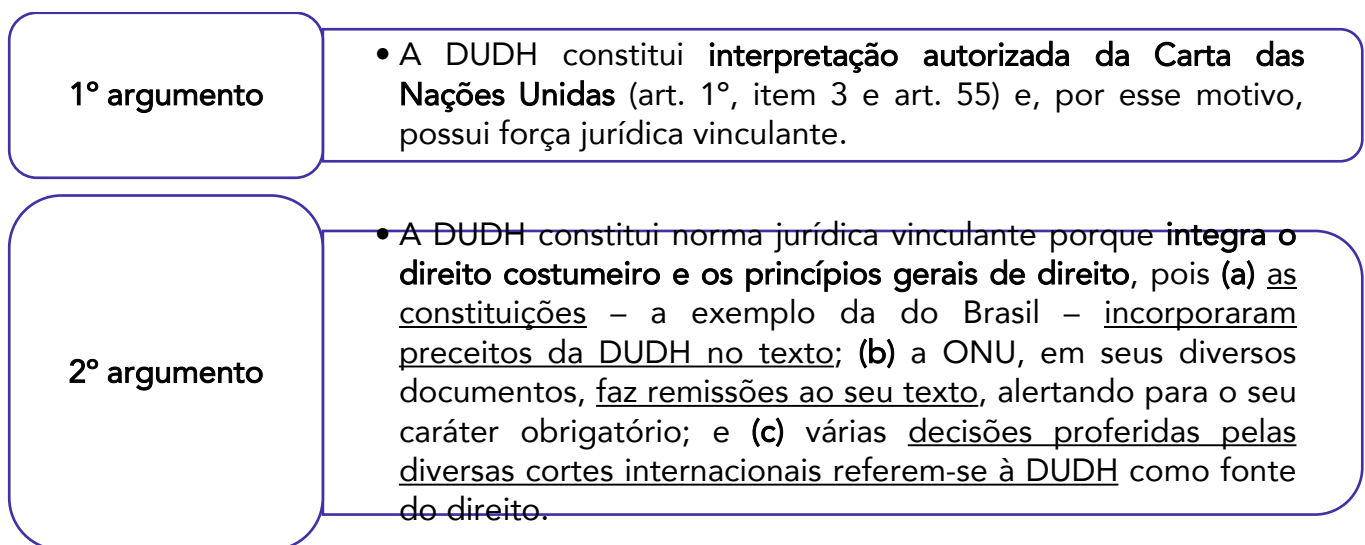 1º argumento
• A DUDH constitui interpretação autorizada da Carta das
Nações Unidas (art. 1º, item 3 e art. 55) e, por esse motivo,
possui força jurídica vinculante.
2º argumento
• A DUDH constitui norma jurídica vinculante porque integra o
direito costumeiro e os princípios gerais de direito, pois (a) as
constituições – a exemplo da do Brasil – incorporaram
preceitos da DUDH no texto; (b) a ONU, em seus diversos
documentos, faz remissões ao seu texto, alertando para o seu
caráter obrigatório; e (c) várias decisões proferidas pelas
diversas cortes internacionais referem-se à DUDH como fonte
do direito.